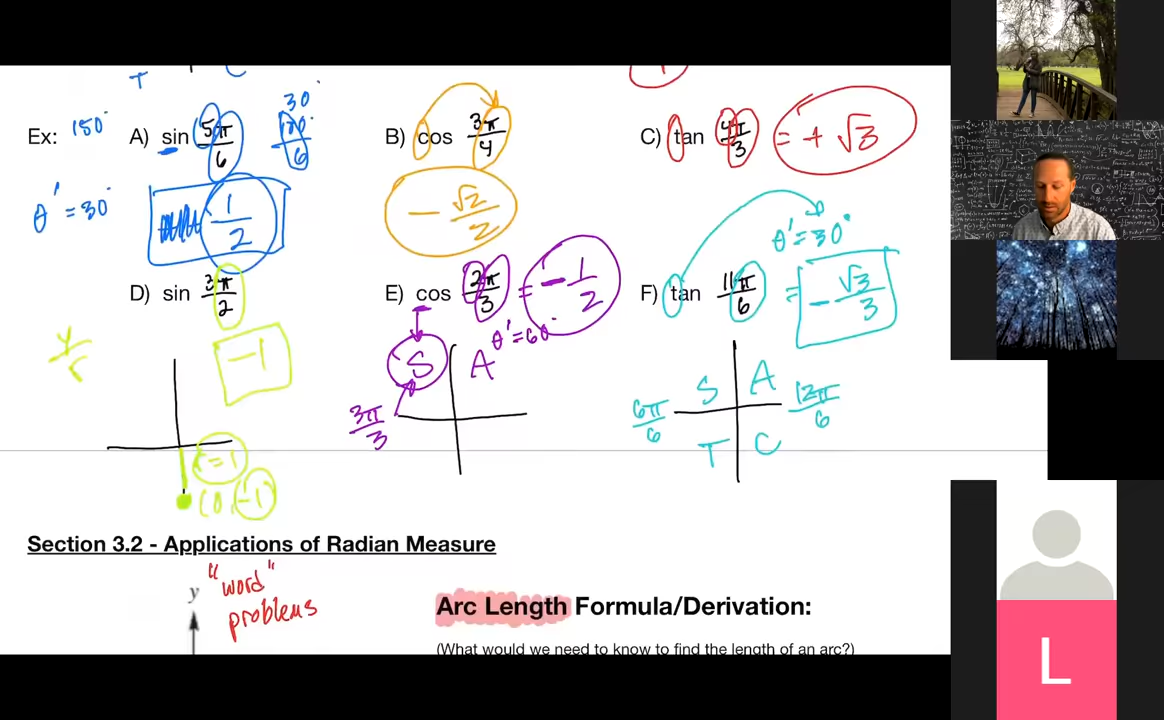 T C
Ex: 150° A) sin 5π/6 30° 180°/6
θ' = 30° 1/2
B) cos 3π/4
- √2/2
C) tan 4π/3 = + √3
D) sin 3π/2
-1
y/r
r=1
(0, -1)
E) cos 2π/3 = - 1/2
θ' = 60°
S A
3π/3
F) tan 11π/6 = - √3/3
θ' = 30°
S A
6π/6 12π/6
T C
Section 3.2 - Applications of Radian Measure
"word"
problems
y
Arc Length Formula/Derivation:
(What would we need to know to find the length of an arc?)
L